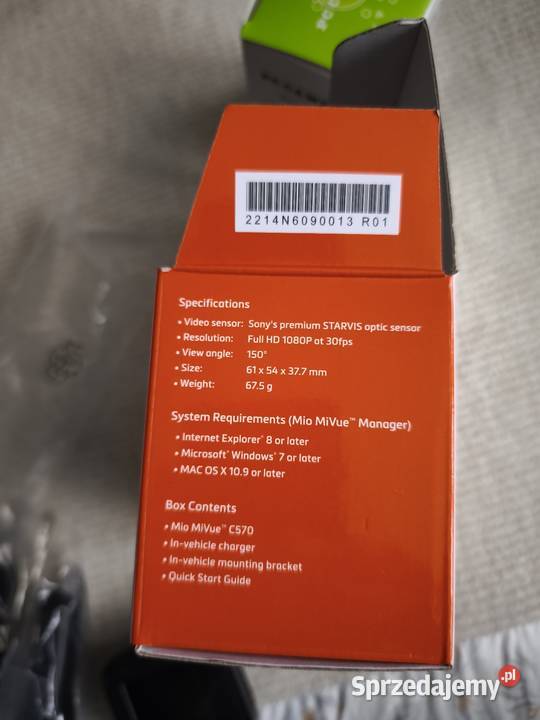 2214N6090013 R01
Specifications
• Video sensor: Sony's premium STARVIS optic sensor
• Resolution: Full HD 1080P at 30fps
• View angle: 150°
• Size: 61 x 54 x 37.7 mm
• Weight: 67.5 g
System Requirements (Mio MiVue™ Manager)
• Internet Explorer® 8 or later
• Microsoft® Windows® 7 or later
• MAC OS X 10.9 or later
Box Contents
• Mio MiVue™ C570
• In-vehicle charger
• In-vehicle mounting bracket
• Quick Start Guide
Sprzedajemy.pl